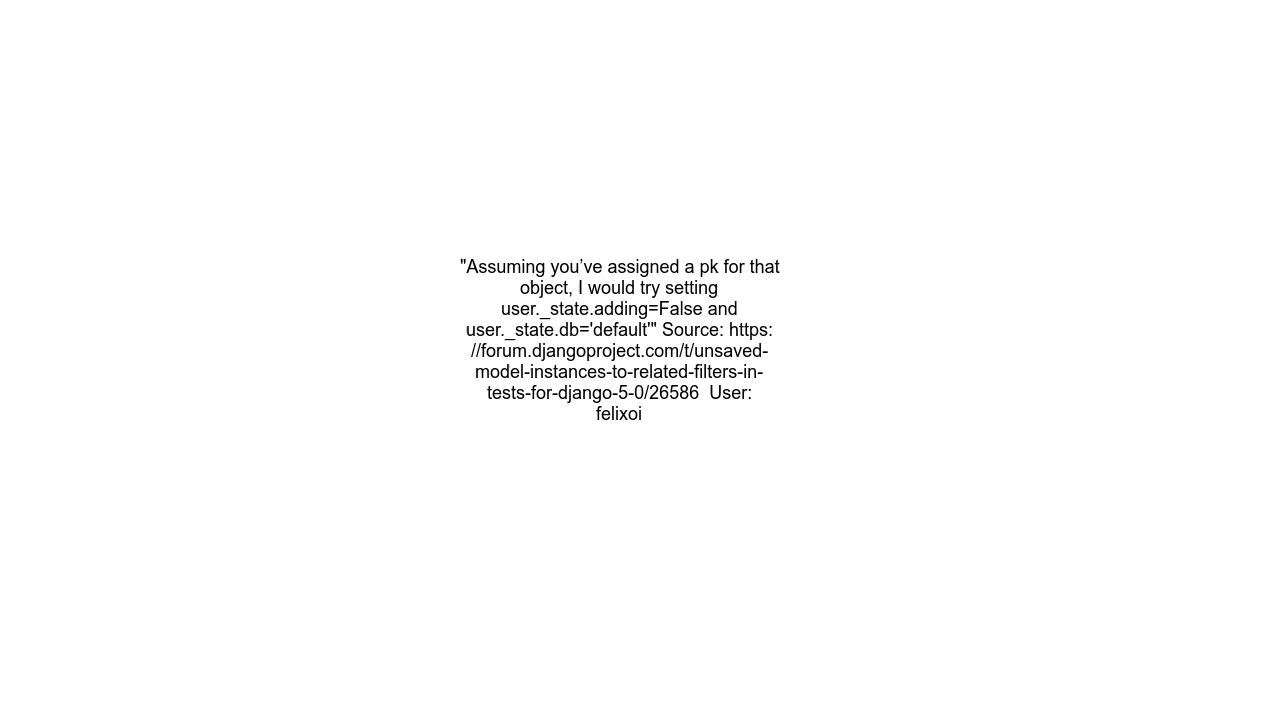 "Assuming you’ve assigned a pk for that
object, I would try setting
user._state.adding=False and
user._state.db='default'" Source: https:
//forum.djangoproject.com/t/unsaved-
model-instances-to-related-filters-in-
tests-for-django-5-0/26586  User:
felixoi